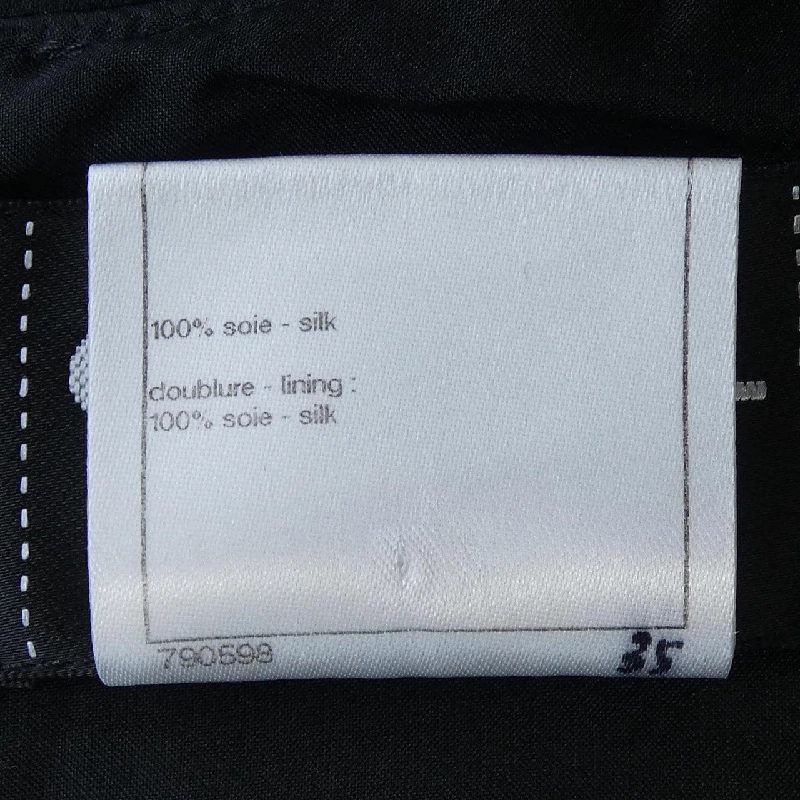 100% soie - silk
doublure - lining :
100% soie - silk
790598
35